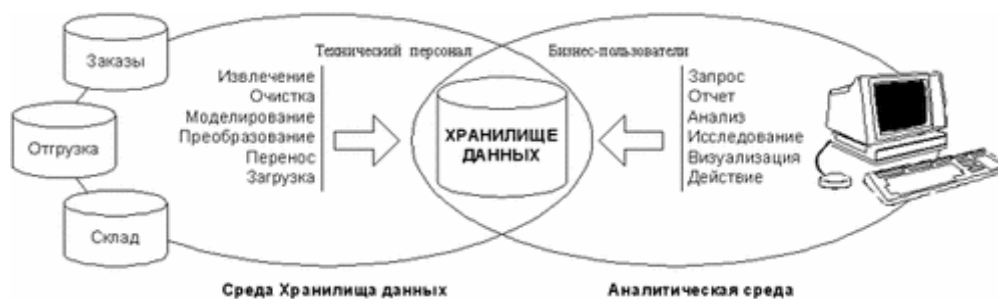 Заказы
Отгрузка
Склад
Технический персонал
Извлечение
Очистка
Моделирование
Преобразование
Перенос
Загрузка
ХРАНИЛИЩЕ
ДАННЫХ
Бизнес-пользователи
Запрос
Отчет
Анализ
Исследование
Визуализация
Действие
Среда Хранилища данных
Аналитическая среда